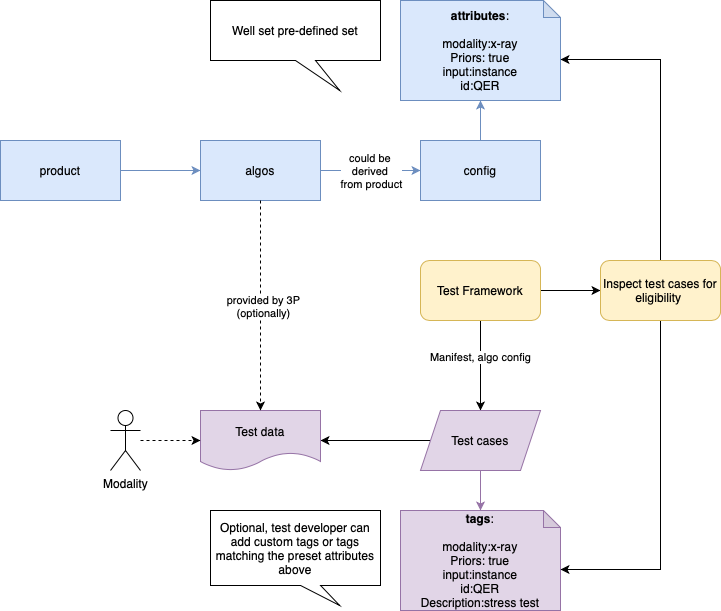 attributes:
Well set pre-defined set
modality:x-ray
Priors: true
input:instance
id:QER
product
algos
could be
derived
from product
config
Test Framework
Inspect test cases for
eligibility
provided by 3P
(optionally)
Manifest, algo config
Test data
Test cases
Modality
tags:
Optional, test developer can
add custom tags or tags
matching the preset attributes
above
modality:x-ray
Priors: true
input:instance
id:QER
Description:stress test